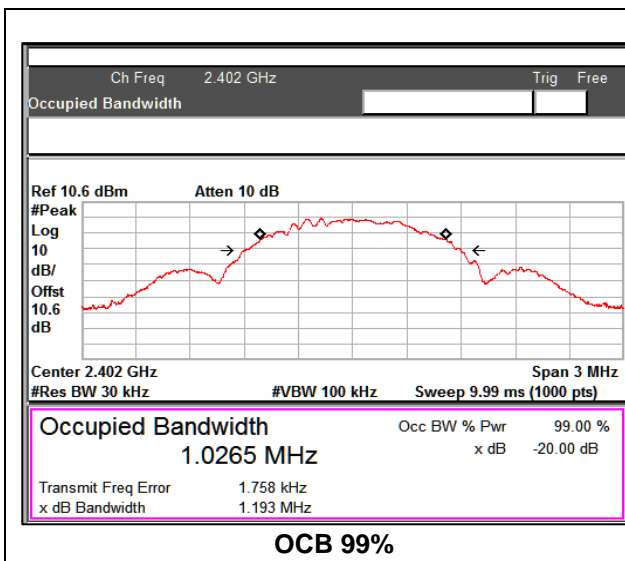 Ch Freq 2.402 GHz Trig Free
Occupied Bandwidth
Ref 10.6 dBm Atten 10 dB
#Peak
Log
10
dB/
Offst
10.6
dB
Center 2.402 GHz Span 3 MHz
#Res BW 30 kHz #VBW 100 kHz Sweep 9.99 ms (1000 pts)
Occupied Bandwidth Occ BW % Pwr 99.00 %
1.0265 MHz x dB -20.00 dB
Transmit Freq Error 1.758 kHz
x dB Bandwidth 1.193 MHz
OCB 99%